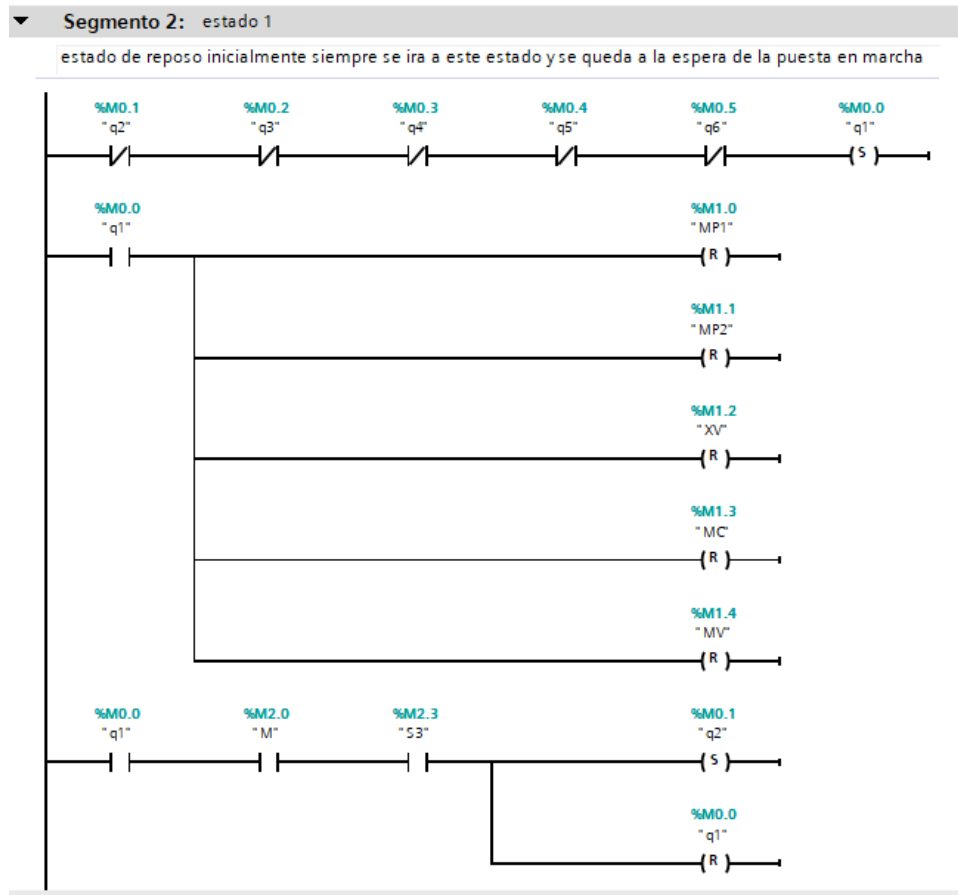 Segmento 2: estado 1
estado de reposo inicialmente siempre se ira a este estado y se queda a la espera de la puesta en marcha
%M0.1 %M0.2 %M0.3 %M0.4 %M0.5 %M0.0
"q2" "q3" "q4" "q5" "q6" "q1"
S
%M0.0 %M1.0
"q1" "MP1"
R
%M1.1
"MP2"
R
%M1.2
"XV"
R
%M1.3
"MC"
R
%M1.4
"MV"
R
%M0.0 %M2.0 %M2.3 %M0.1
"q1" "M" "S3" "q2"
S
%M0.0
"q1"
R